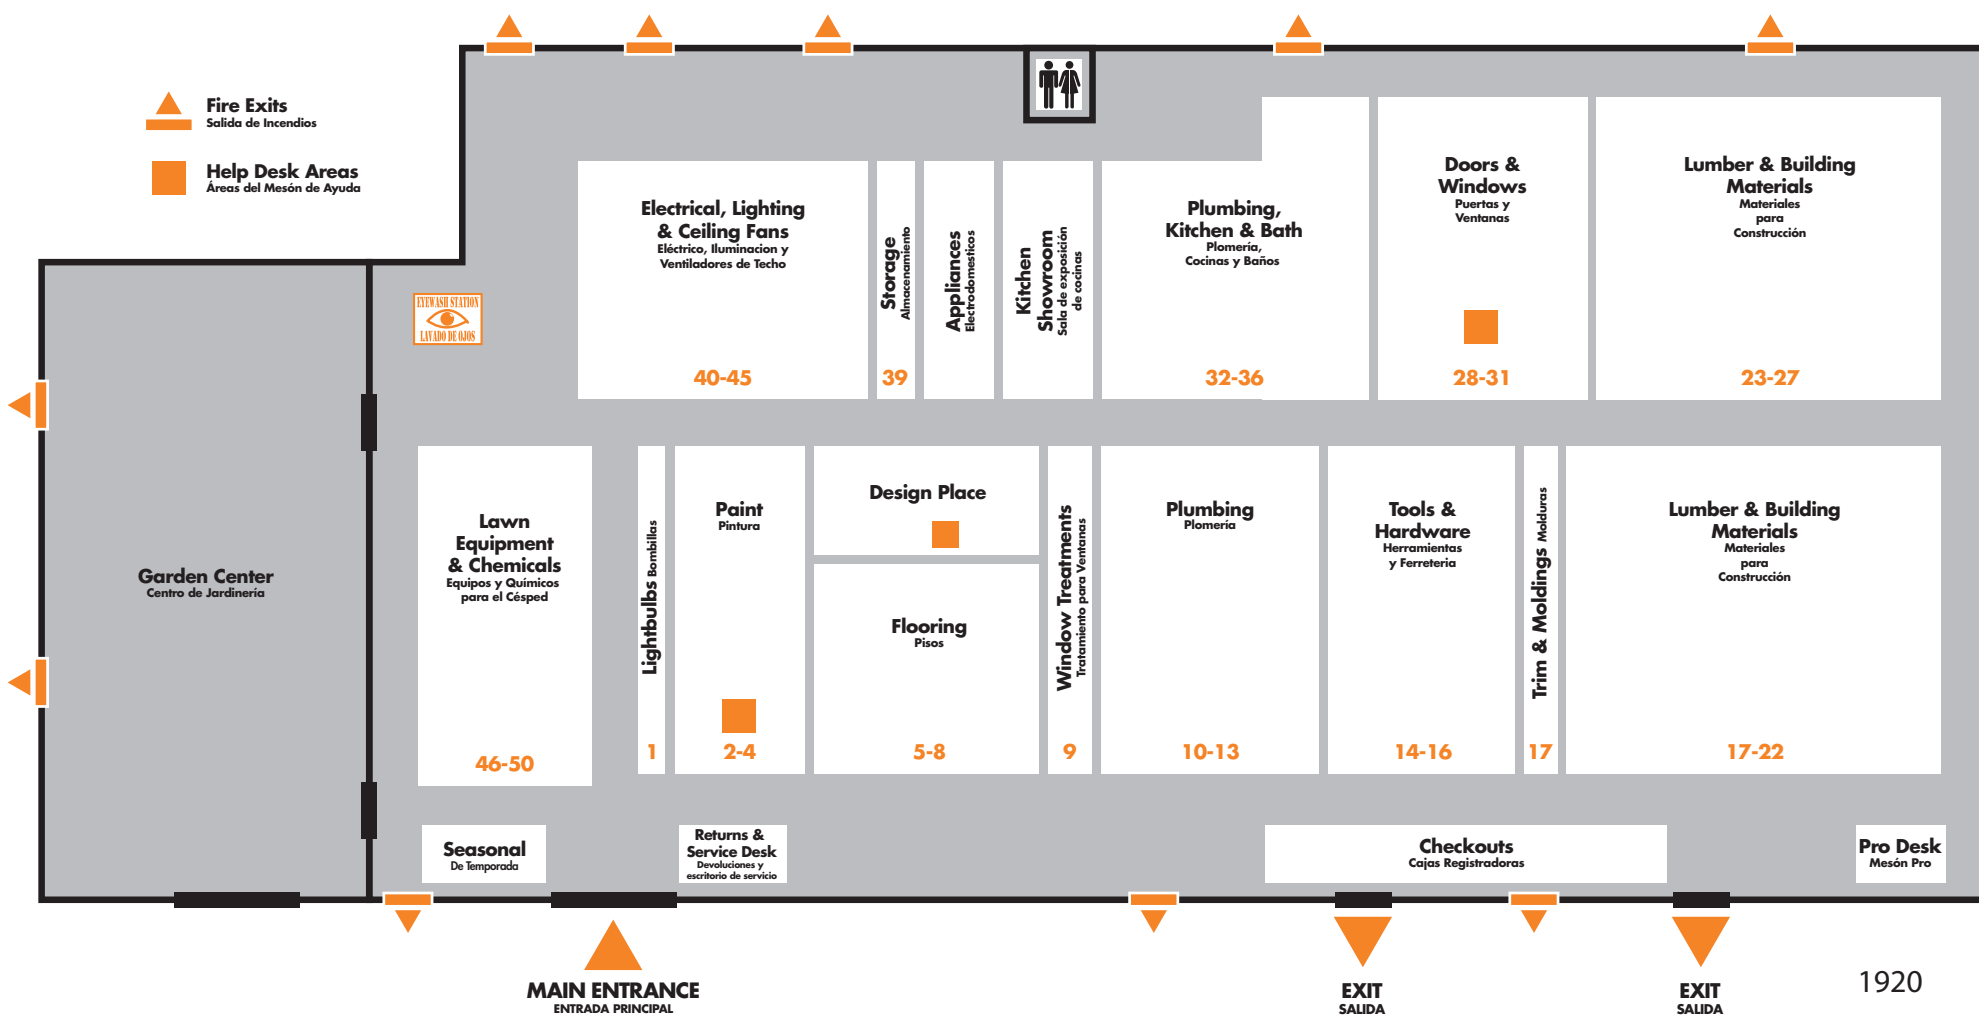 Fire Exits
Salida de Incendios
Help Desk Areas
Áreas del Mesón de Ayuda
EYEWASH STATION
LAVADO DE OJOS
Electrical, Lighting
& Ceiling Fans
Eléctrico, Iluminacion y
Ventiladores de Techo
40-45
Storage
Almacenamiento
39
Appliances
Electrodomesticos
Kitchen
Showroom
Sala de exposición
de cocinas
Plumbing,
Kitchen & Bath
Plomería,
Cocinas y Baños
32-36
Doors &
Windows
Puertas y
Ventanas
28-31
Lumber & Building
Materials
Materiales
para
Construcción
23-27
Garden Center
Centro de Jardinería
Lawn
Equipment
& Chemicals
Equipos y Químicos
para el Césped
46-50
Lightbulbs Bombillas
1
Paint
Pintura
2-4
Design Place
Flooring
Pisos
5-8
Window Treatments
Tratamiento para Ventanas
9
Plumbing
Plomería
10-13
Tools &
Hardware
Herramientas
y Ferreteria
14-16
Trim & Moldings Molduras
17
Lumber & Building
Materials
Materiales
para
Construcción
17-22
Seasonal
De Temporada
Returns &
Service Desk
Devoluciones y
escritorio de servicio
Checkouts
Cajas Registradoras
Pro Desk
Mesón Pro
MAIN ENTRANCE
ENTRADA PRINCIPAL
EXIT
SALIDA
EXIT
SALIDA
1920